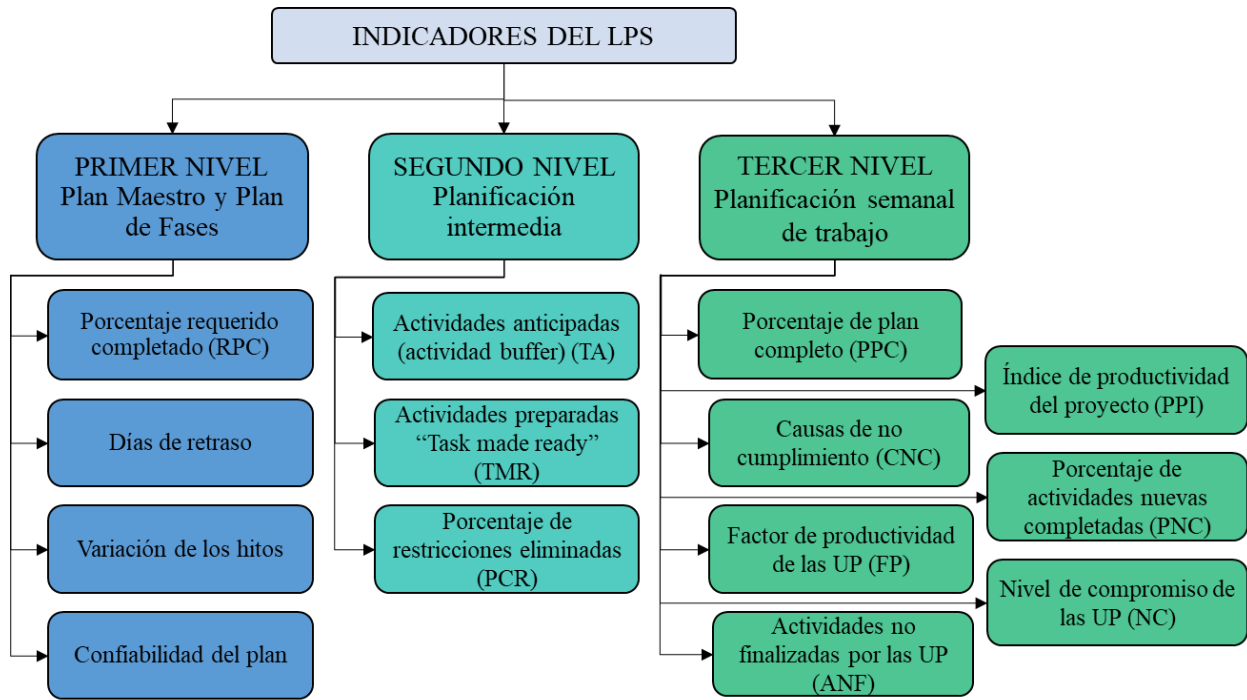 INDICADORES DEL LPS
PRIMER NIVEL
Plan Maestro y Plan
de Fases
Porcentaje requerido
completado (RPC)
Días de retraso
Variación de los hitos
Confiabilidad del plan
SEGUNDO NIVEL
Planificación
intermedia
Actividades anticipadas
(actividad buffer) (TA)
Actividades preparadas
“Task made ready”
(TMR)
Porcentaje de
restricciones eliminadas
(PCR)
TERCER NIVEL
Planificación semanal
de trabajo
Porcentaje de plan
completo (PPC)
Índice de productividad
del proyecto (PPI)
Causas de no
cumplimiento (CNC)
Porcentaje de
actividades nuevas
completadas (PNC)
Factor de productividad
de las UP (FP)
Nivel de compromiso de
las UP (NC)
Actividades no
finalizadas por las UP
(ANF)